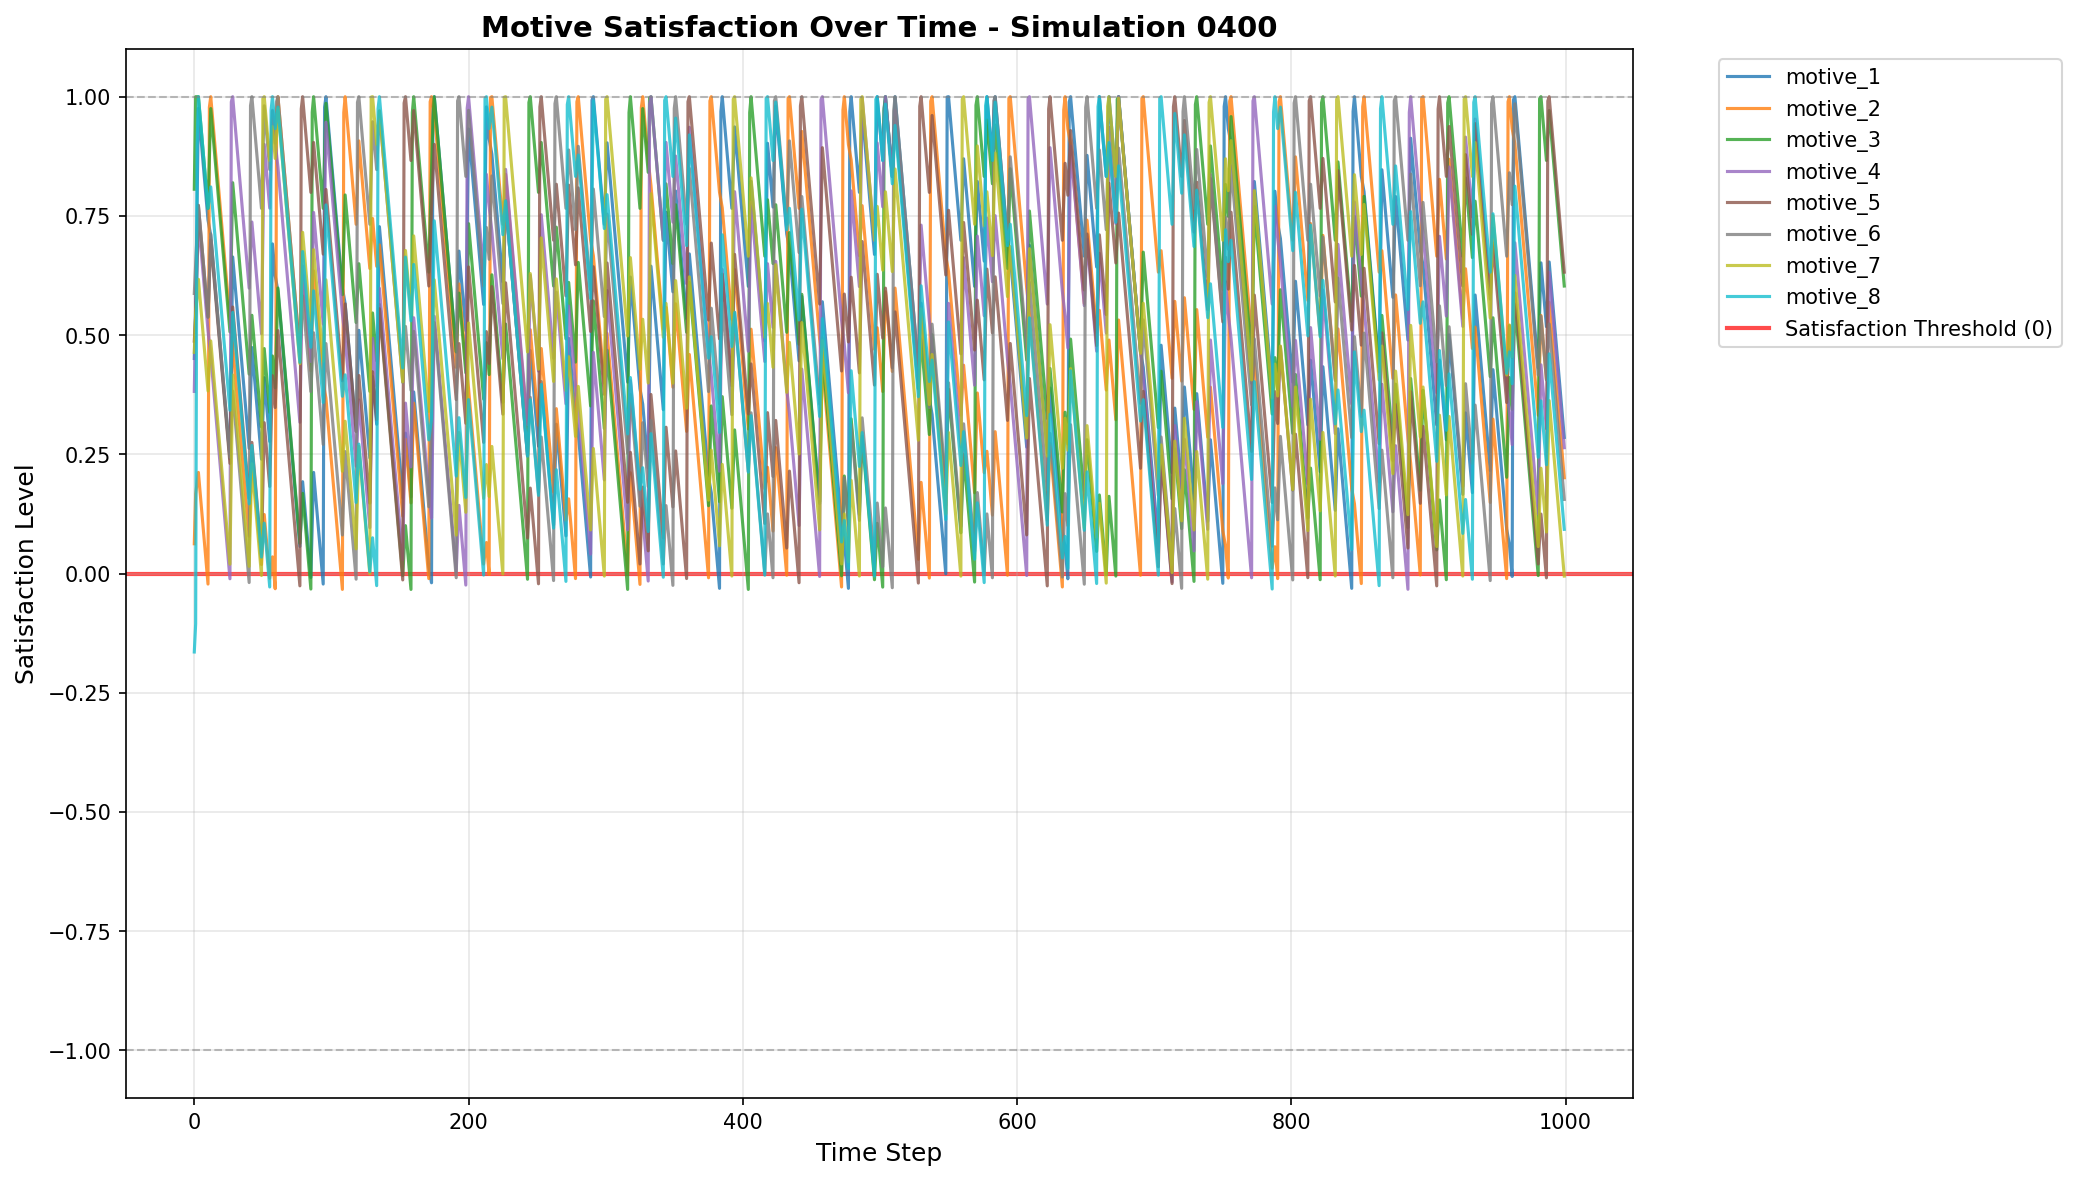 Motive Satisfaction Over Time - Simulation 0400
Satisfaction Level
1.00
0.75
0.50
0.25
0.00
−0.25
−0.50
−0.75
−1.00
0
200
400
600
800
1000
Time Step
motive_1
motive_2
motive_3
motive_4
motive_5
motive_6
motive_7
motive_8
Satisfaction Threshold (0)